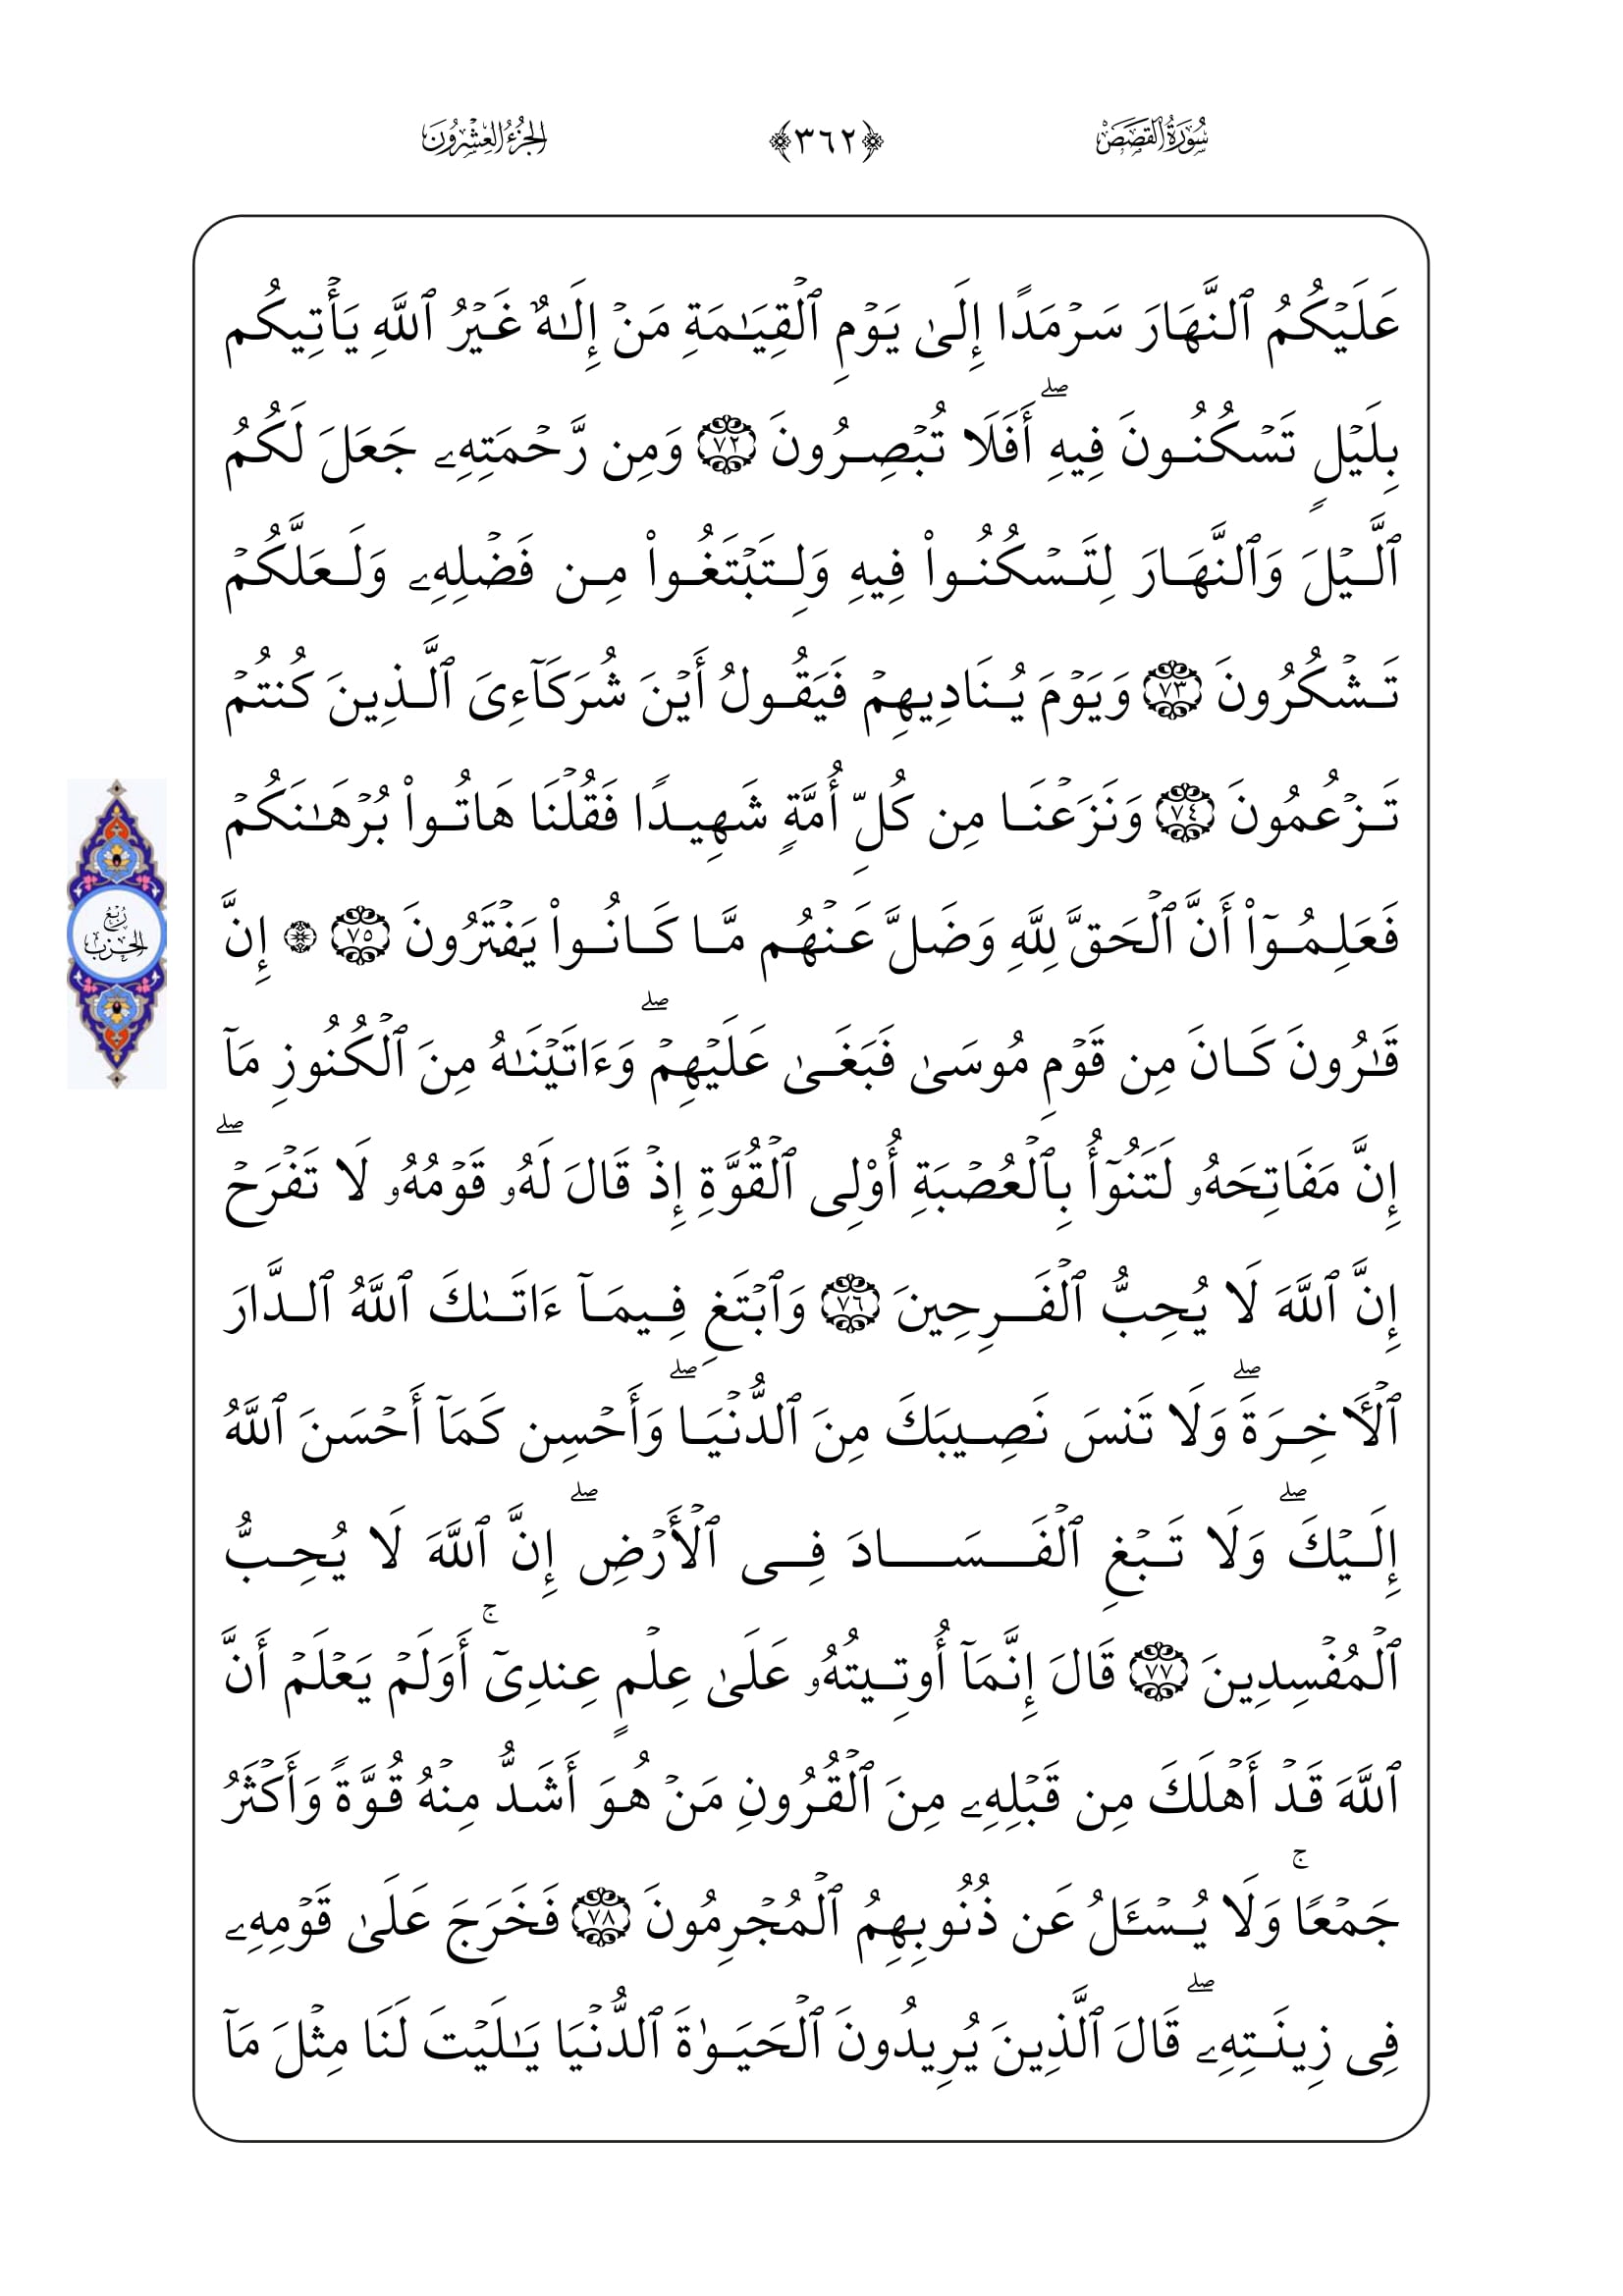 سُورَةُ القَصَصِ
﴿٣٦٢﴾
الجُزْءُ العِشْرُونَ
عَلَيۡكُمُ ٱلنَّهَارَ سَرۡمَدًا إِلَىٰ يَوۡمِ ٱلۡقِيَٰمَةِ مَنۡ إِلَٰهٌ غَيۡرُ ٱللَّهِ يَأۡتِيكُم
بِلَيۡلٖ تَسۡكُنُونَ فِيهِۖ أَفَلَا تُبۡصِرُونَ ٧٢ وَمِن رَّحۡمَتِهِۦ جَعَلَ لَكُمُ
ٱلَّيۡلَ وَٱلنَّهَارَ لِتَسۡكُنُواْ فِيهِ وَلِتَبۡتَغُواْ مِن فَضۡلِهِۦ وَلَعَلَّكُمۡ
تَشۡكُرُونَ ٧٣ وَيَوۡمَ يُنَادِيهِمۡ فَيَقُولُ أَيۡنَ شُرَكَآءِيَ ٱلَّذِينَ كُنتُمۡ
تَزۡعُمُونَ ٧٤ وَنَزَعۡنَا مِن كُلِّ أُمَّةٖ شَهِيدٗا فَقُلۡنَا هَاتُواْ بُرۡهَٰنَكُمۡ
فَعَلِمُوٓاْ أَنَّ ٱلۡحَقَّ لِلَّهِ وَضَلَّ عَنۡهُم مَّا كَانُواْ يَفۡتَرُونَ ٧٥ ۞ إِنَّ
رُبْعُ
الحِزْب
قَٰرُونَ كَانَ مِن قَوۡمِ مُوسَىٰ فَبَغَىٰ عَلَيۡهِمۡۖ وَءَاتَيۡنَٰهُ مِنَ ٱلۡكُنُوزِ مَآ
إِنَّ مَفَاتِحَهُۥ لَتَنُوٓأُ بِٱلۡعُصۡبَةِ أُوْلِي ٱلۡقُوَّةِ إِذۡ قَالَ لَهُۥ قَوۡمُهُۥ لَا تَفۡرَحۡۖ
إِنَّ ٱللَّهَ لَا يُحِبُّ ٱلۡفَرِحِينَ ٧٦ وَٱبۡتَغِ فِيمَآ ءَاتَىٰكَ ٱللَّهُ ٱلدَّارَ
ٱلۡأٓخِرَةَۖ وَلَا تَنسَ نَصِيبَكَ مِنَ ٱلدُّنۡيَاۖ وَأَحۡسِن كَمَآ أَحۡسَنَ ٱللَّهُ
إِلَيۡكَۖ وَلَا تَبۡغِ ٱلۡفَسَادَ فِي ٱلۡأَرۡضِۖ إِنَّ ٱللَّهَ لَا يُحِبُّ
ٱلۡمُفۡسِدِينَ ٧٧ قَالَ إِنَّمَآ أُوتِيتُهُۥ عَلَىٰ عِلۡمٍ عِندِيٓۚ أَوَلَمۡ يَعۡلَمۡ أَنَّ
ٱللَّهَ قَدۡ أَهۡلَكَ مِن قَبۡلِهِۦ مِنَ ٱلۡقُرُونِ مَنۡ هُوَ أَشَدُّ مِنۡهُ قُوَّةٗ وَأَكۡثَرُ
جَمۡعٗاۚ وَلَا يُسۡـَٔلُ عَن ذُنُوبِهِمُ ٱلۡمُجۡرِمُونَ ٧٨ فَخَرَجَ عَلَىٰ قَوۡمِهِۦ
فِي زِينَتِهِۦۖ قَالَ ٱلَّذِينَ يُرِيدُونَ ٱلۡحَيَوٰةَ ٱلدُّنۡيَا يَٰلَيۡتَ لَنَا مِثۡلَ مَآ